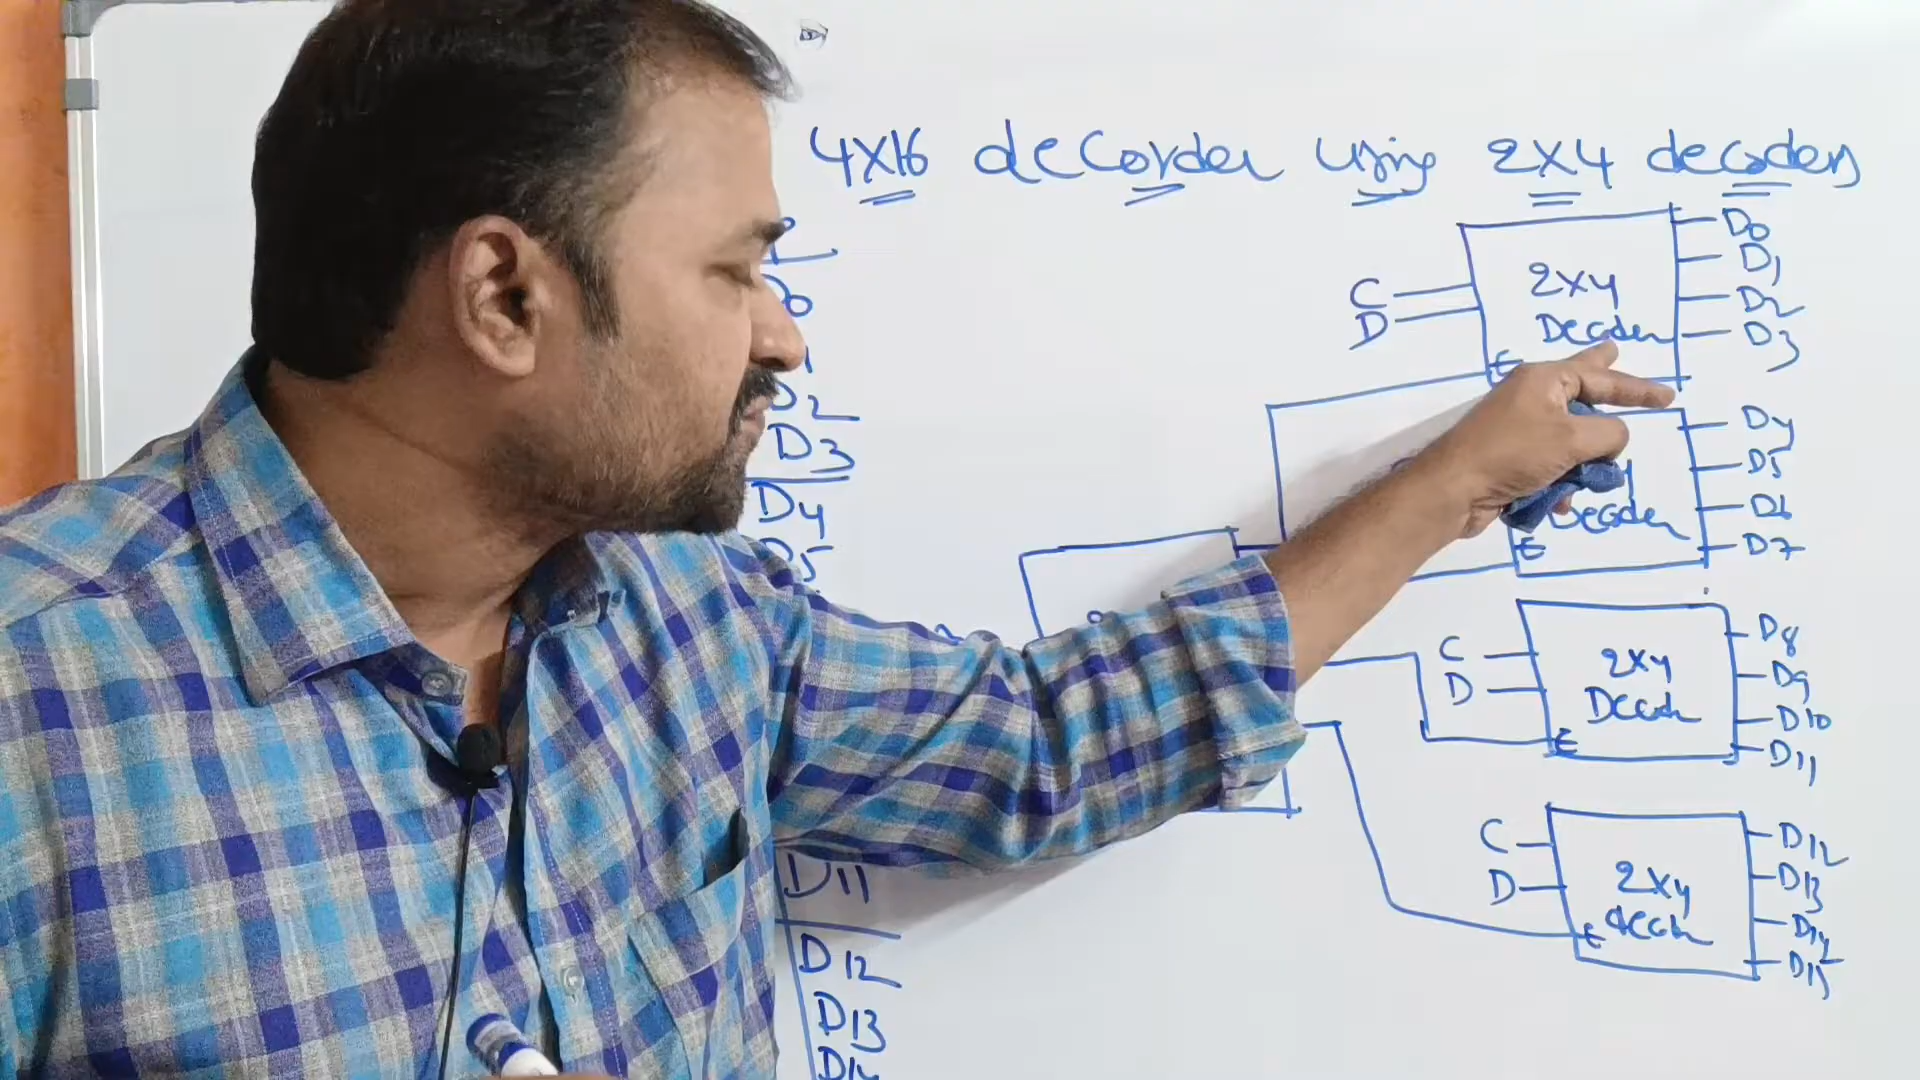 4X16 decorder using 2X4 decoders
D0
D1
D2
D3
C
D
2X4
Decoder
E
D4
D5
D6
D7
Decoder
E
D8
D9
D10
D11
C
D
2X4
Decoder
E
D12
D13
D14
D15
C
D
2X4
decoder
E
D2
D3
D4
D11
D12
D13
D14